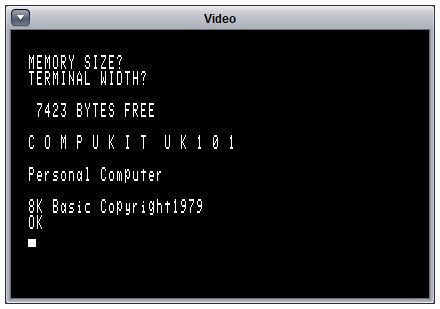 Video
MEMORY SIZE?
TERMINAL WIDTH?
7423 BYTES FREE
C O M P U K I T  U K 1 0 1
Personal Computer
8K Basic Copyright1979
OK